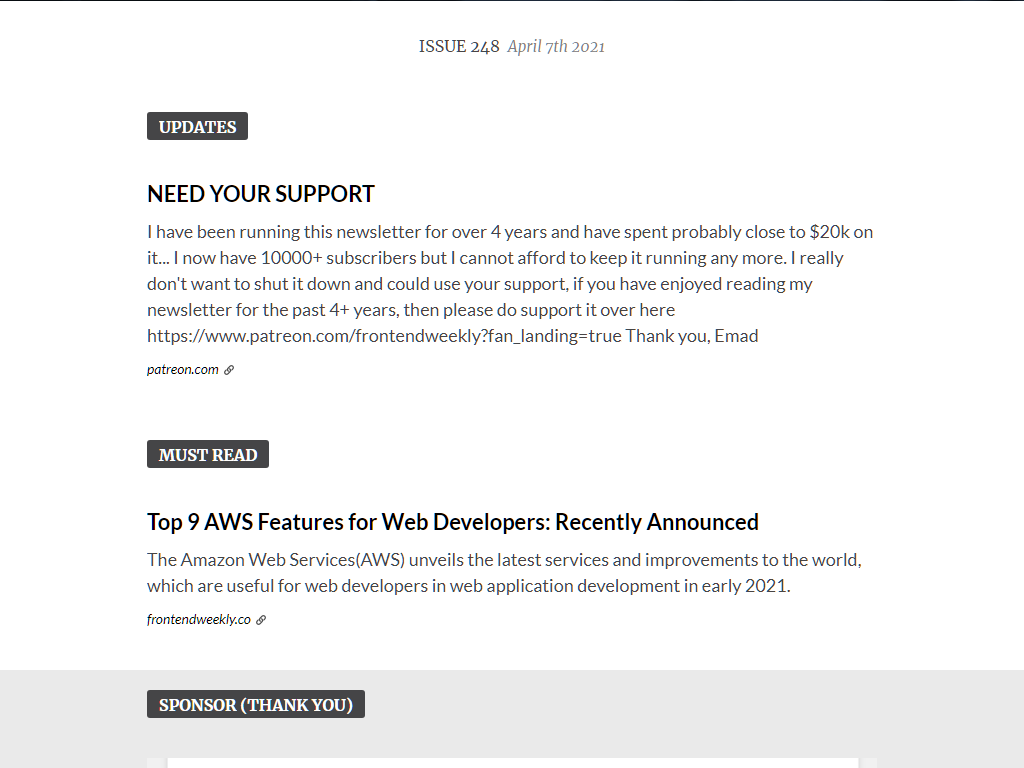 ISSUE 248 April 7th 2021
UPDATES
NEED YOUR SUPPORT
I have been running this newsletter for over 4 years and have spent probably close to $20k on
it... I now have 10000+ subscribers but I cannot afford to keep it running any more. I really
don't want to shut it down and could use your support, if you have enjoyed reading my
newsletter for the past 4+ years, then please do support it over here
https://www.patreon.com/frontendweekly?fan_landing=true Thank you, Emad
patreon.com
MUST READ
Top 9 AWS Features for Web Developers: Recently Announced
The Amazon Web Services(AWS) unveils the latest services and improvements to the world,
which are useful for web developers in web application development in early 2021.
frontendweekly.co
SPONSOR (THANK YOU)